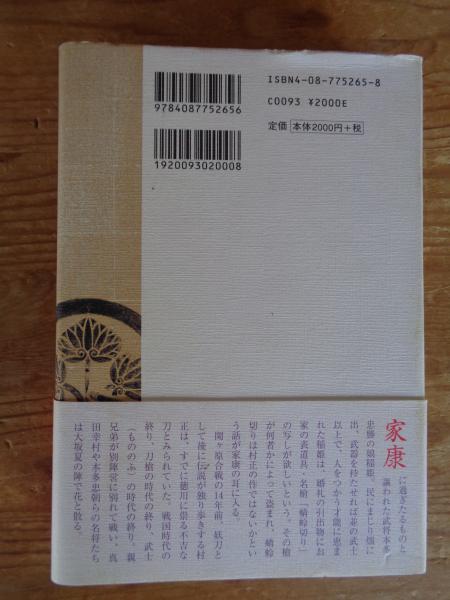 ISBN4-08-775265-8
C0093 ¥2000E
定価 本体2000円+税
9784087752656
1920093020008
家康に過ぎたるものと
謳われた武将本多
忠勝の娘稲姫、民にまじり畑に
出、武器を持たせれば並の武士
以上で、人をつかう才覚に恵ま
れた稲姫は、婚礼の引出物にお
家の表道具・名槍「蜻蛉切り」
の写しが欲しいという。その槍
が何者かによって盗まれ、蜻蛉
切りは村正の作ではないかとい
う話が家康の耳に入る。
関ヶ原合戦の14年前、妖刀と
して後に伝説が独り歩きする村
正は、すでに徳川に祟る不吉な
刀とみられていた。戦国時代の
終り、刀槍の時代の終り、武士
(もののふ)の時代の終り。親
兄弟が別陣営に別れて戦い、真
田幸村や本多忠朝らの名将たち
は大坂夏の陣で花と散る。